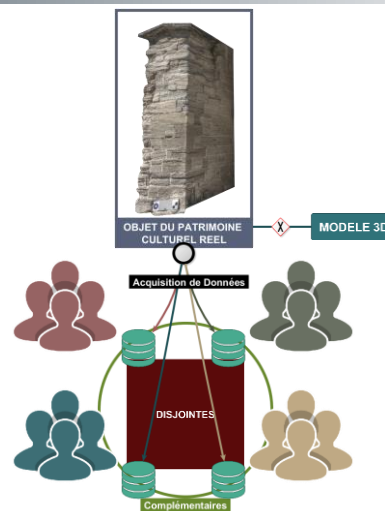 OBJET DU PATRIMOINE
CULTUREL REEL
X
MODELE 3D
Acquisition de Données
DISJOINTES
Complémentaires